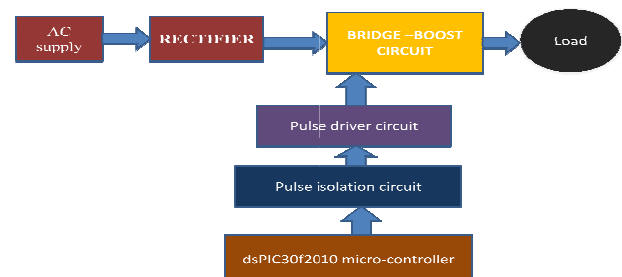 AC
supply
RECTIFIER
BRIDGE –BOOST
CIRCUIT
Load
Pulse driver circuit
Pulse isolation circuit
dsPIC30f2010 micro-controller